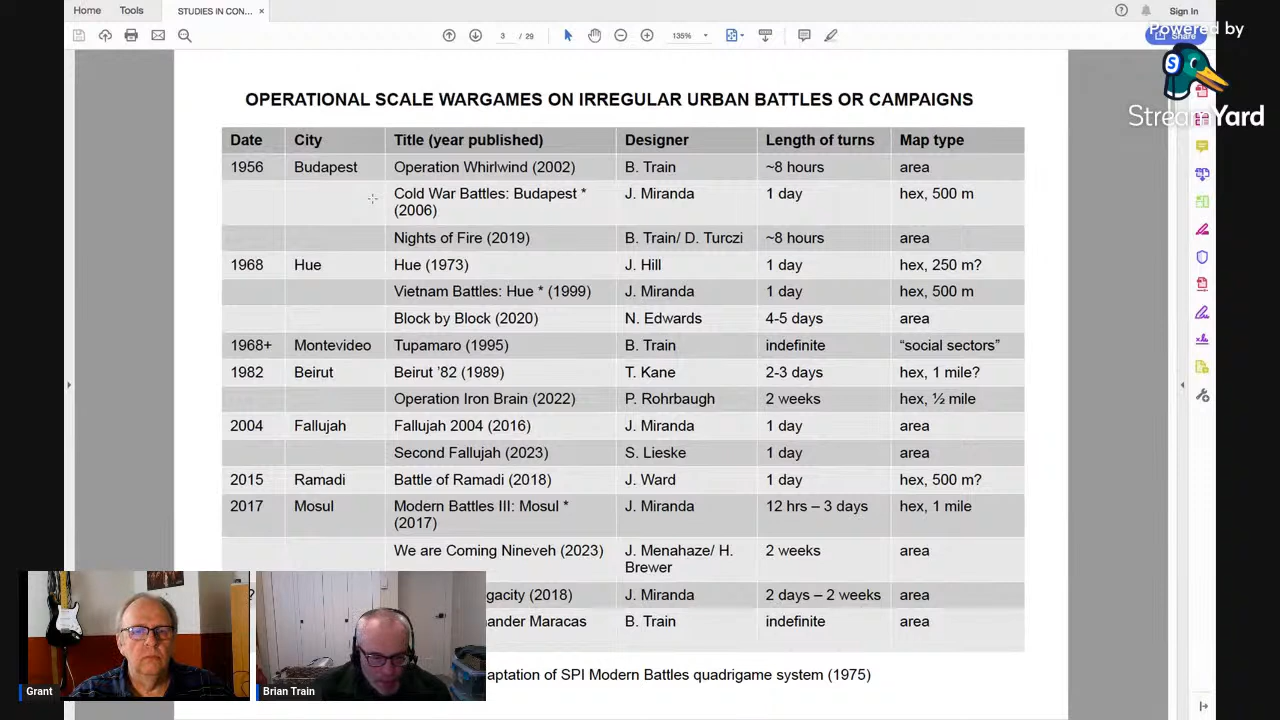 Home Tools STUDIES IN CON... × Sign In
Powered by
3 / 29 135% Share
S
StreamYard
OPERATIONAL SCALE WARGAMES ON IRREGULAR URBAN BATTLES OR CAMPAIGNS
Date City Title (year published) Designer Length of turns Map type
1956 Budapest Operation Whirlwind (2002) B. Train ~8 hours area
Cold War Battles: Budapest * J. Miranda 1 day hex, 500 m
(2006)
Nights of Fire (2019) B. Train/ D. Turczi ~8 hours area
1968 Hue Hue (1973) J. Hill 1 day hex, 250 m?
Vietnam Battles: Hue * (1999) J. Miranda 1 day hex, 500 m
Block by Block (2020) N. Edwards 4-5 days area
1968+ Montevideo Tupamaro (1995) B. Train indefinite “social sectors”
1982 Beirut Beirut ’82 (1989) T. Kane 2-3 days hex, 1 mile?
Operation Iron Brain (2022) P. Rohrbaugh 2 weeks hex, ½ mile
2004 Fallujah Fallujah 2004 (2016) J. Miranda 1 day area
Second Fallujah (2023) S. Lieske 1 day area
2015 Ramadi Battle of Ramadi (2018) J. Ward 1 day hex, 500 m?
2017 Mosul Modern Battles III: Mosul * J. Miranda 12 hrs – 3 days hex, 1 mile
(2017)
We are Coming Nineveh (2023) J. Menahaze/ H. 2 weeks area
Brewer
gacity (2018) J. Miranda 2 days – 2 weeks area
ander Maracas B. Train indefinite
aptation of SPI Modern Battles quadrigame system (1975)
Grant
Brian Train